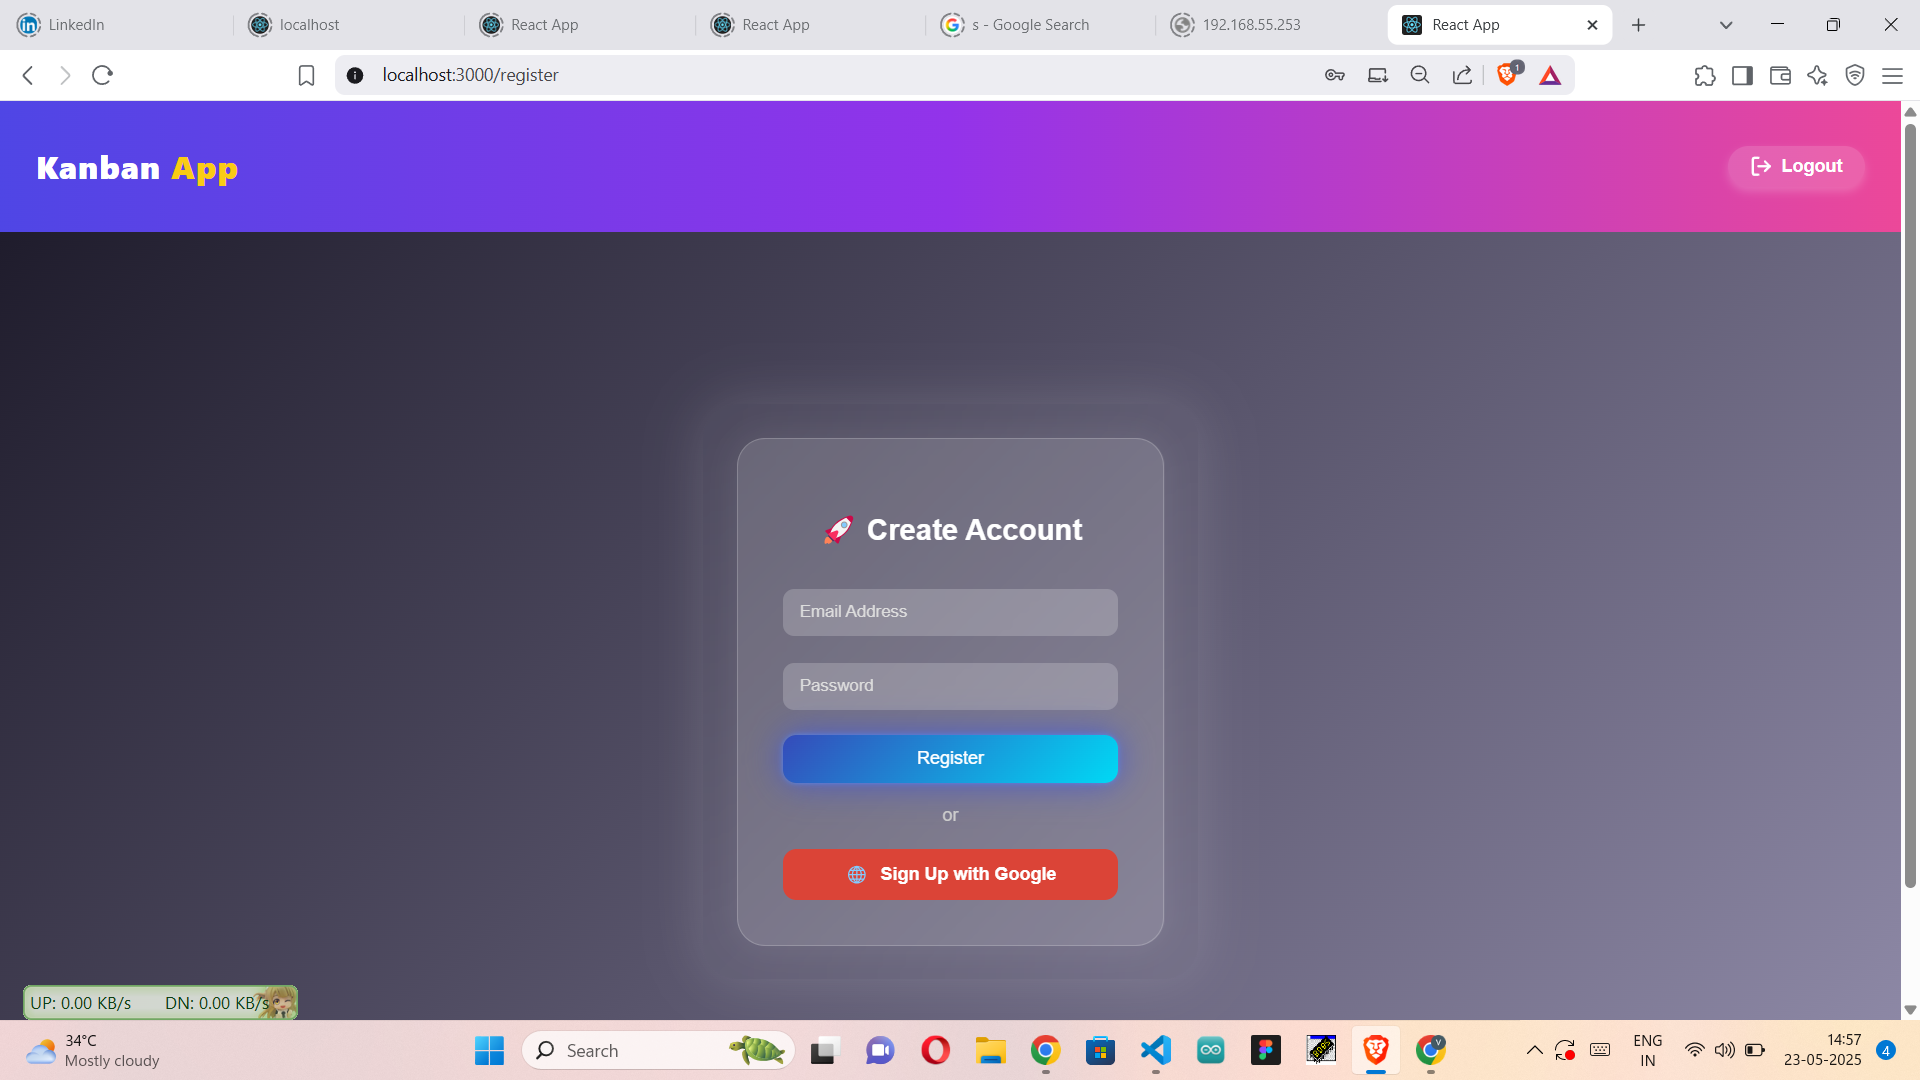 LinkedIn
localhost
React App
React App
s - Google Search
192.168.55.253
React App
localhost:3000/register
1
Kanban App
Logout
🚀 Create Account
Email Address
Password
Register
or
Sign Up with Google
UP: 0.00 KB/s DN: 0.00 KB/s
34°C
Mostly cloudy
Search
V
ENG
IN
14:57
23-05-2025
4